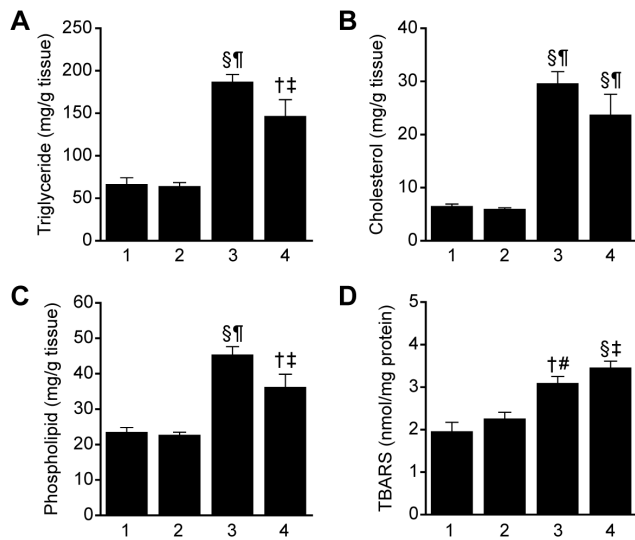 A
Triglyceride (mg/g tissue)
250
200
150
100
50
0
§¶
†‡
1 2 3 4
B
Cholesterol (mg/g tissue)
40
30
20
10
0
§¶
§¶
1 2 3 4
C
Phospholipid (mg/g tissue)
60
50
40
30
20
10
0
§¶
†‡
1 2 3 4
D
TBARS (nmol/mg protein)
5
4
3
2
1
0
†#
§‡
1 2 3 4